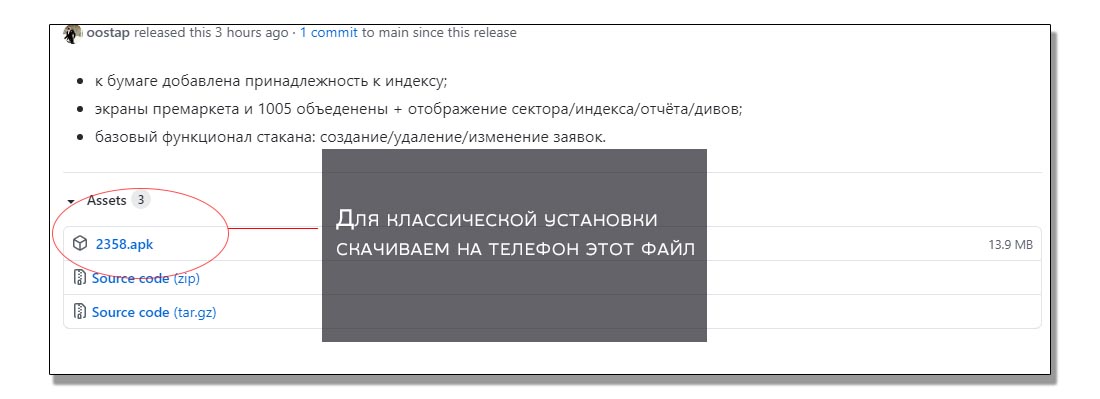 oostap released this 3 hours ago · 1 commit to main since this release
к бумаге добавлена принадлежность к индексу;
экраны премаркета и 1005 объеденены + отображение сектора/индекса/отчёта/дивов;
базовый функционал стакана: создание/удаление/изменение заявок.
Assets 3
Для классической установки
скачиваем на телефон этот файл
2358.apk 13.9 MB
Source code (zip)
Source code (tar.gz)